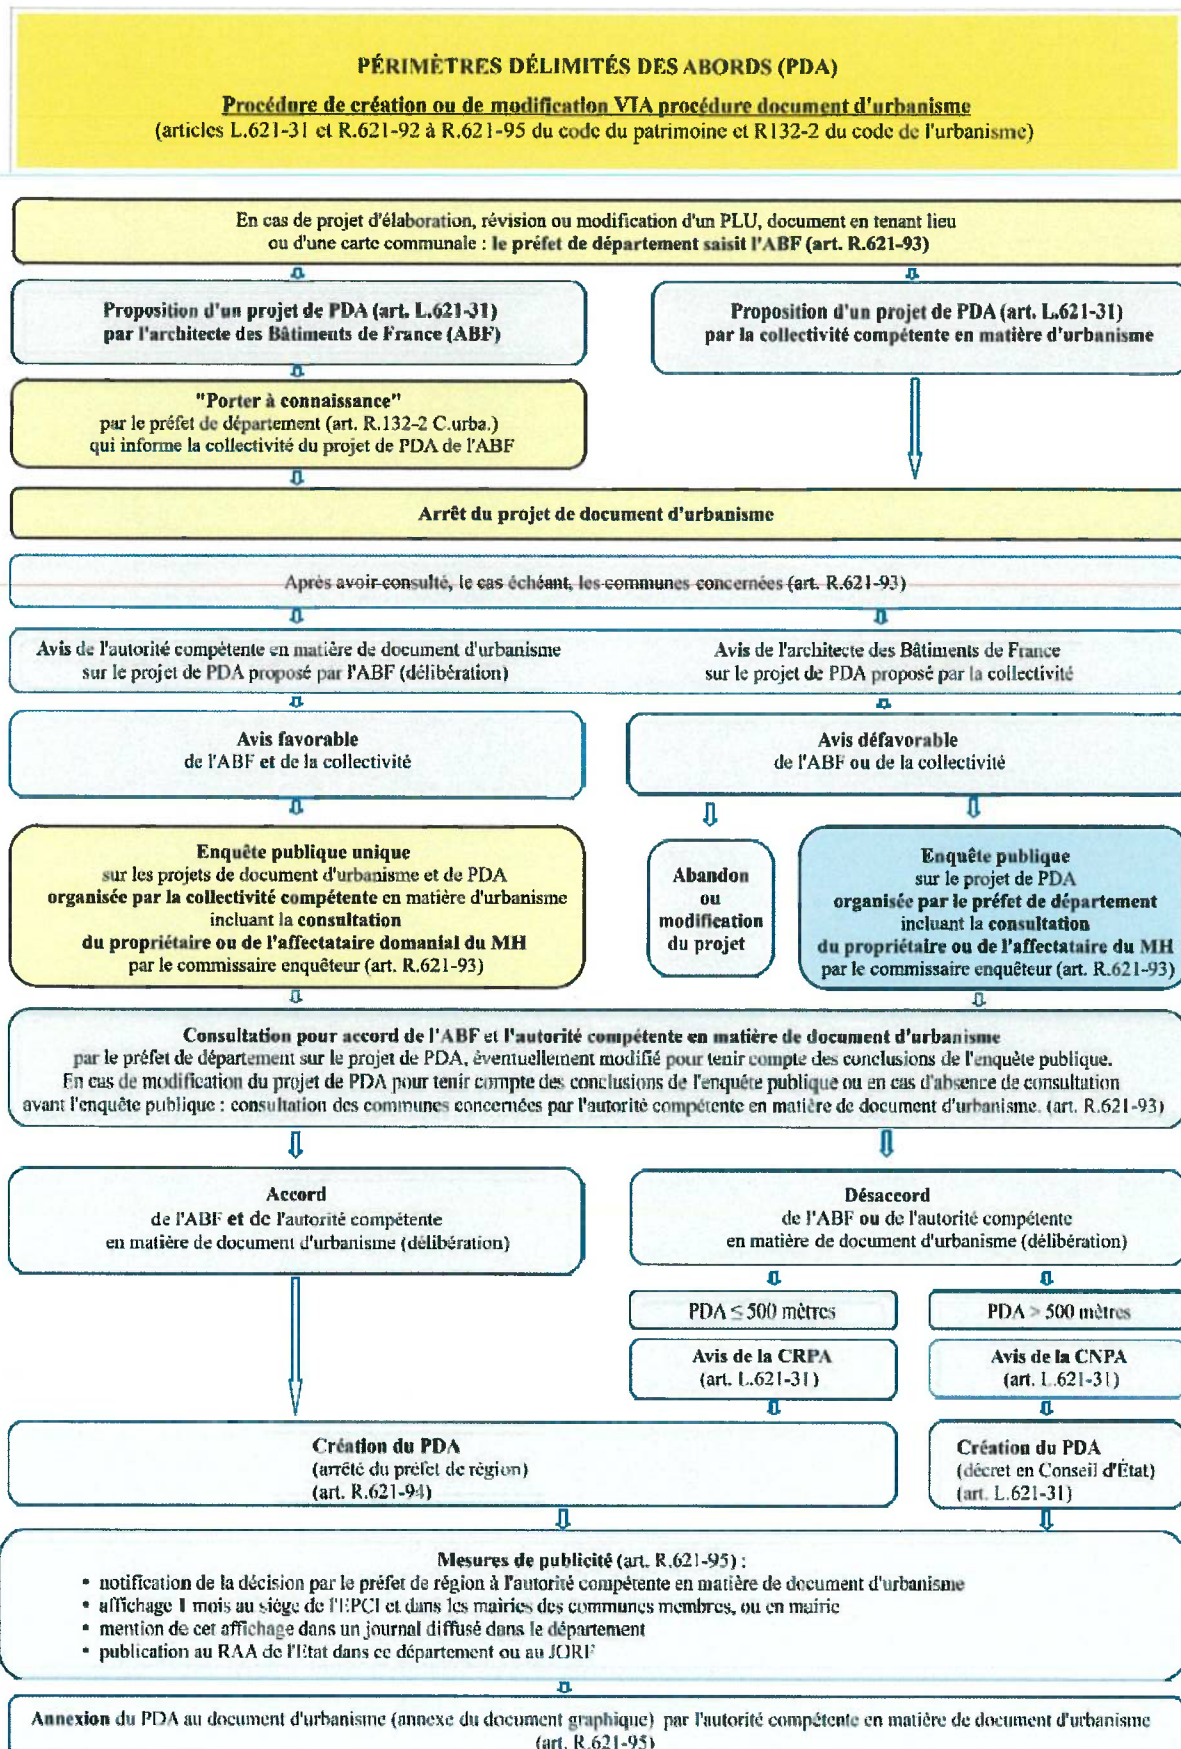 PÉRIMÈTRES DÉLIMITÉS DES ABORDS (PDA)
Procédure de création ou de modification VIA procédure document d'urbanisme
(articles L.621-31 et R.621-92 à R.621-95 du code du patrimoine et R132-2 du code de l'urbanisme)
En cas de projet d'élaboration, révision ou modification d'un PLU, document en tenant lieu
ou d'une carte communale : le préfet de département saisit l'ABF (art. R.621-93)
Proposition d'un projet de PDA (art. L.621-31)
par l'architecte des Bâtiments de France (ABF)
Proposition d'un projet de PDA (art. L.621-31)
par la collectivité compétente en matière d'urbanisme
"Porter à connaissance"
par le préfet de département (art. R.132-2 C.urba.)
qui informe la collectivité du projet de PDA de l'ABF
Arrêt du projet de document d'urbanisme
Après avoir consulté, le cas échéant, les communes concernées (art. R.621-93)
Avis de l'autorité compétente en matière de document d'urbanisme
sur le projet de PDA proposé par l'ABF (délibération)
Avis de l'architecte des Bâtiments de France
sur le projet de PDA proposé par la collectivité
Avis favorable
de l'ABF et de la collectivité
Avis défavorable
de l'ABF ou de la collectivité
Enquête publique unique
sur les projets de document d'urbanisme et de PDA
organisée par la collectivité compétente en matière d'urbanisme
incluant la consultation
du propriétaire ou de l'affectataire domanial du MH
par le commissaire enquêteur (art. R.621-93)
Abandon
ou
modification
du projet
Enquête publique
sur le projet de PDA
organisée par le préfet de département
incluant la consultation
du propriétaire ou de l'affectataire du MH
par le commissaire enquêteur (art. R.621-93)
Consultation pour accord de l'ABF et l'autorité compétente en matière de document d'urbanisme
par le préfet de département sur le projet de PDA, éventuellement modifié pour tenir compte des conclusions de l'enquête publique.
En cas de modification du projet de PDA pour tenir compte des conclusions de l'enquête publique ou en cas d'absence de consultation
avant l'enquête publique : consultation des communes concernées par l'autorité compétente en matière de document d'urbanisme. (art. R.621-93)
Accord
de l'ABF et de l'autorité compétente
en matière de document d'urbanisme (délibération)
Désaccord
de l'ABF ou de l'autorité compétente
en matière de document d'urbanisme (délibération)
PDA ≤ 500 mètres
PDA > 500 mètres
Avis de la CRPA
(art. L.621-31)
Avis de la CNPA
(art. L.621-31)
Création du PDA
(arrêté du préfet de région)
(art. R.621-94)
Création du PDA
(décret en Conseil d'État)
(art. L.621-31)
Mesures de publicité (art. R.621-95) :
• notification de la décision par le préfet de région à l'autorité compétente en matière de document d'urbanisme
• affichage 1 mois au siège de l'EPCI et dans les mairies des communes membres, ou en mairie
• mention de cet affichage dans un journal diffusé dans le département
• publication au RAA de l'Etat dans ce département ou au JORF
Annexion du PDA au document d'urbanisme (annexe du document graphique) par l'autorité compétente en matière de document d'urbanisme
(art. R.621-95)